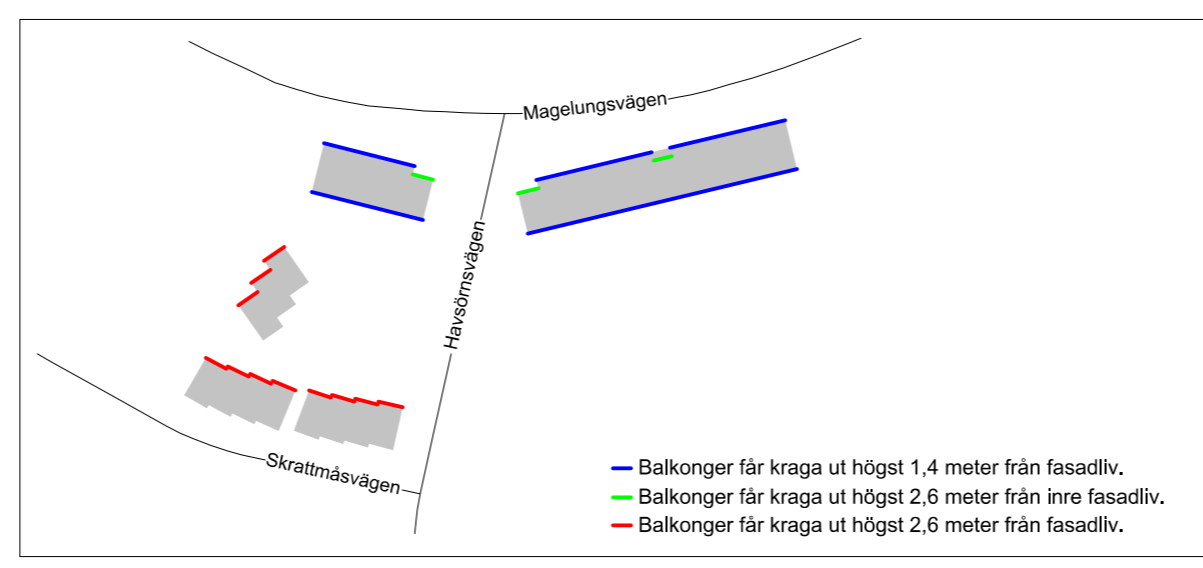 Magelungsvägen
Havsörnsvägen
Skrattmåsvägen
Balkonger får kraga ut högst 1,4 meter från fasadliv.
Balkonger får kraga ut högst 2,6 meter från inre fasadliv.
Balkonger får kraga ut högst 2,6 meter från fasadliv.